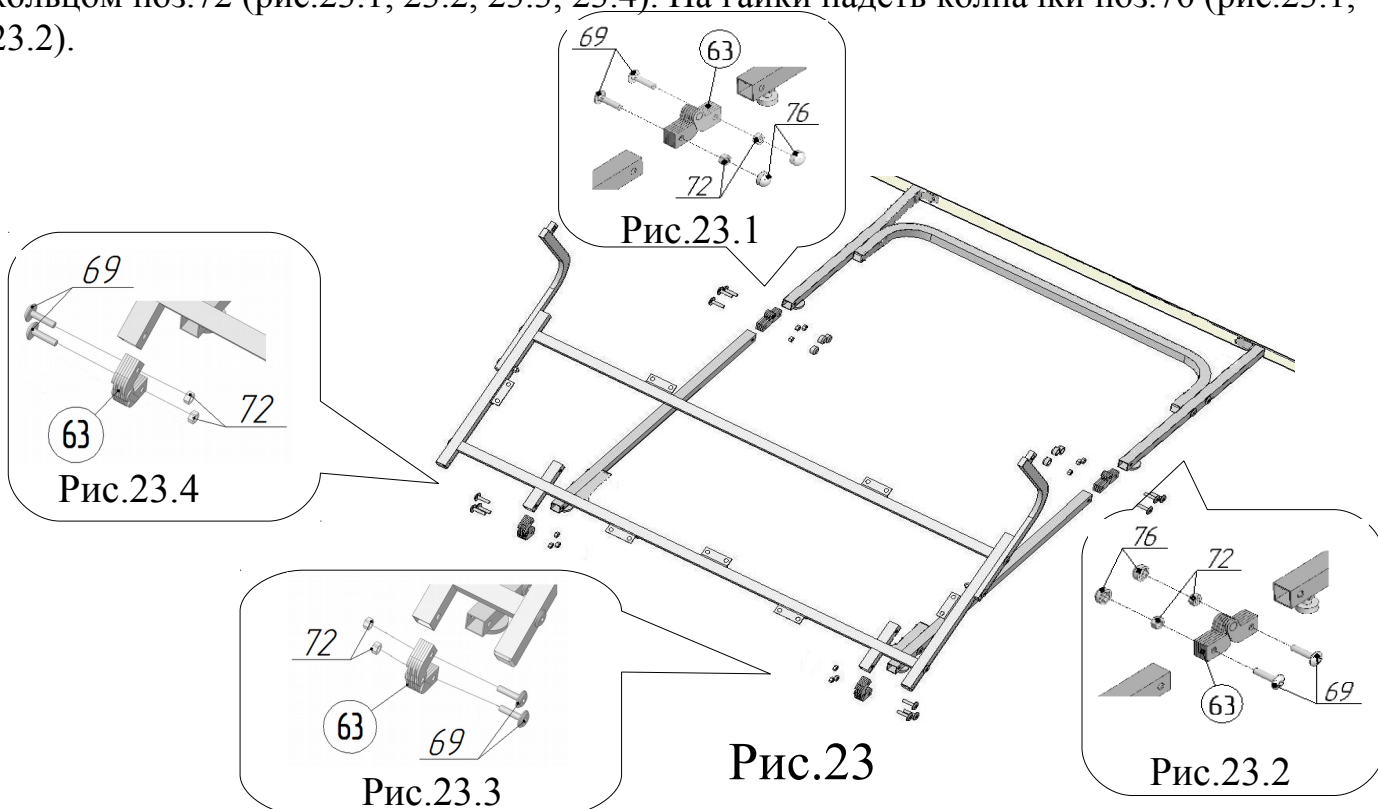 кольцом поз.72 (рис.23.1, 23.2, 23.3, 23.4). На гайки надеть колпачки поз.76 (рис.23.1,
23.2).
69
63
76
72
Рис.23.1
69
72
63
Рис.23.4
72
63
69
Рис.23.3
Рис.23
76
72
69
63
Рис.23.2